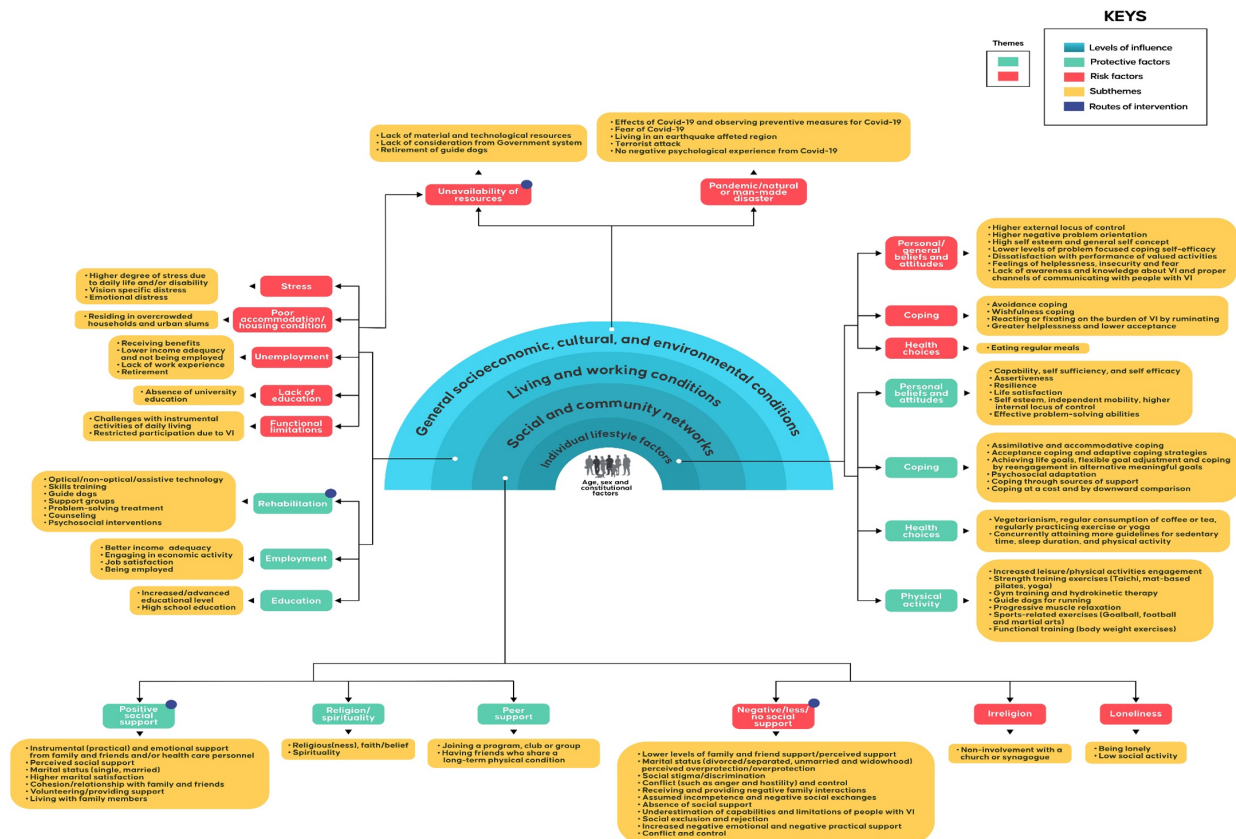 KEYS
Themes
Levels of influence
Protective factors
Risk factors
Subthemes
Routes of intervention
• Lack of material and technological resources
• Lack of consideration from Government system
• Retirement of guide dogs
• Effects of Covid-19 and observing preventive measures for Covid-19
• Fear of Covid-19
• Living in an earthquake affeted region
• Terrorist attack
• No negative psychological experience from Covid-19
Unavailability of
resources
Pandemic/natural
or man-made
disaster
• Higher degree of stress due
to daily life and/or disability
• Vision specific distress
• Emotional distress
Stress
• Residing in overcrowded
households and urban slums
Poor
accommodation/
housing condition
• Receiving benefits
• Lower income adequacy
and not being employed
• Lack of work experience
• Retirement
Unemployment
• Absence of university
education
Lack of
education
• Challenges with instrumental
activities of daily living
• Restricted participation due to VI
Functional
limitations
• Optical/non-optical/assistive technology
• Skills training
• Guide dogs
• Support groups
• Problem-solving treatment
• Counseling
• Psychosocial interventions
Rehabilitation
• Better income adequacy
• Engaging in economic activity
• Job satisfaction
• Being employed
Employment
• Increased/advanced
educational level
• High school education
Education
General socioeconomic, cultural, and environmental conditions
Living and working conditions
Social and community networks
Individual lifestyle factors
Age, sex and
constitutional
factors
Personal/
general beliefs
and attitudes
• Higher external locus of control
• Higher negative problem orientation
• High self esteem and general self concept
• Lower levels of problem focused coping self-efficacy
• Dissatisfaction with performance of valued activities
• Feelings of helplessness, insecurity and fear
• Lack of awareness and knowledge about VI and proper
channels of communicating with people with VI
Coping
• Avoidance coping
• Wishfulness coping
• Reacting or fixating on the burden of VI by ruminating
• Greater helplessness and lower acceptance
Health
choices
• Eating regular meals
Personal
beliefs and
attitudes
• Capability, self sufficiency, and self efficacy
• Assertiveness
• Resilience
• Life satisfaction
• Self esteem, independent mobility, higher
internal locus of control
• Effective problem-solving abilities
Coping
• Assimilative and accommodative coping
• Acceptance coping and adaptive coping strategies
• Achieving life goals, flexible goal adjustment and coping
by reengagement in alternative meaningful goals
• Psychosocial adaptation
• Coping through sources of support
• Coping at a cost and by downward comparison
Health
choices
• Vegetarianism, regular consumption of coffee or tea,
regularly practicing exercise or yoga
• Concurrently attaining more guidelines for sedentary
time, sleep duration, and physical activity
Physical
activity
• Increased leisure/physical activities engagement
• Strength training exercises (Taichi, mat-based
pilates, yoga)
• Gym training and hydrokinetic therapy
• Guide dogs for running
• Progressive muscle relaxation
• Sports-related exercises (Goalball, football
and martial arts)
• Functional training (body weight exercises)
Positive
social
support
• Instrumental (practical) and emotional support
from family and friends and/or health care personnel
• Perceived social support
• Marital status (single, married)
• Higher marital satisfaction
• Cohesion/relationship with family and friends
• Volunteering/providing support
• Living with family members
Religion/
spirituality
• Religious(ness), faith/belief
• Spirituality
Peer
support
• Joining a program, club or group
• Having friends who share a
long-term physical condition
Negative/less/
no social
support
• Lower levels of family and friend support/perceived support
• Marital status (divorced/separated, unmarried and widowhood)
perceived overprotection/overprotection
• Social stigma/discrimination
• Conflict (such as anger and hostility) and control
• Receiving and providing negative family interactions
• Assumed incompetence and negative social exchanges
• Absence of social support
• Underestimation of capabilities and limitations of people with VI
• Social exclusion and rejection
• Increased negative emotional and negative practical support
• Conflict and control
Irreligion
• Non-involvement with a
church or synagogue
Loneliness
• Being lonely
• Low social activity